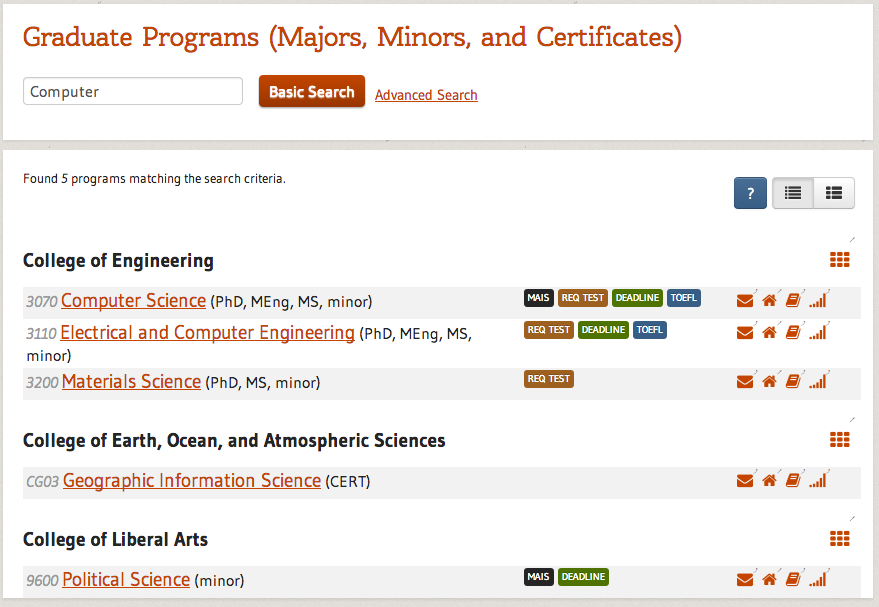 Graduate Programs (Majors, Minors, and Certificates)
Computer Basic Search Advanced Search
Found 5 programs matching the search criteria.
?
College of Engineering
3070 Computer Science (PhD, MEng, MS, minor) MAIS REQ TEST DEADLINE TOEFL
3110 Electrical and Computer Engineering (PhD, MEng, MS, REQ TEST DEADLINE TOEFL
minor)
3200 Materials Science (PhD, MS, minor) REQ TEST
College of Earth, Ocean, and Atmospheric Sciences
CG03 Geographic Information Science (CERT)
College of Liberal Arts
9600 Political Science (minor) MAIS DEADLINE